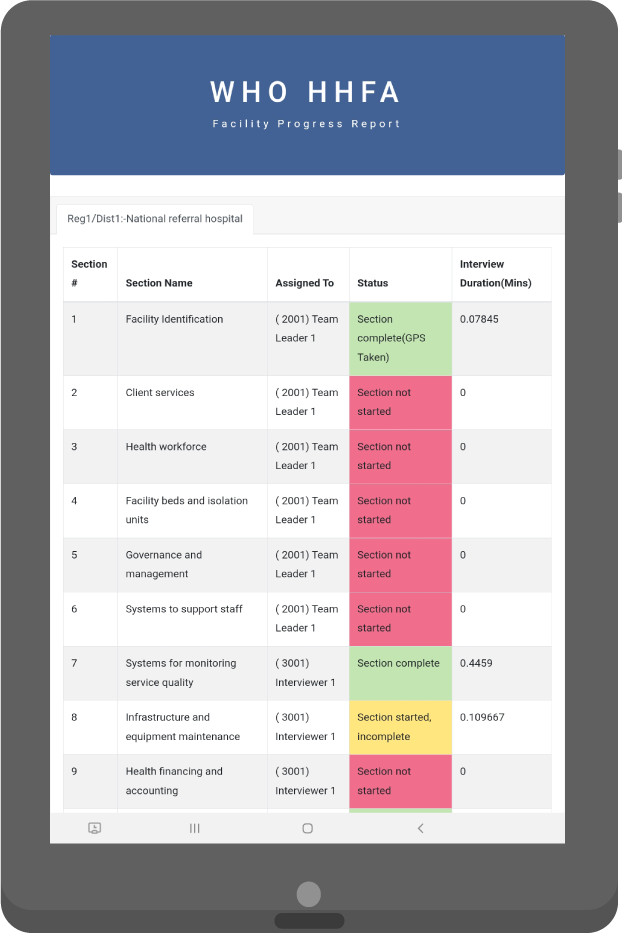 WHO HHFA
Facility Progress Report
Reg1/Dist1:-National referral hospital
Section
#
Section Name
Assigned To
Status
Interview
Duration(Mins)
1
Facility Identification
( 2001) Team
Leader 1
Section
complete(GPS
Taken)
0.07845
2
Client services
( 2001) Team
Leader 1
Section not
started
0
3
Health workforce
( 2001) Team
Leader 1
Section not
started
0
4
Facility beds and isolation
units
( 2001) Team
Leader 1
Section not
started
0
5
Governance and
management
( 2001) Team
Leader 1
Section not
started
0
6
Systems to support staff
( 2001) Team
Leader 1
Section not
started
0
7
Systems for monitoring
service quality
( 3001)
Interviewer 1
Section complete
0.4459
8
Infrastructure and
equipment maintenance
( 3001)
Interviewer 1
Section started,
incomplete
0.109667
9
Health financing and
accounting
( 3001)
Interviewer 1
Section not
started
0